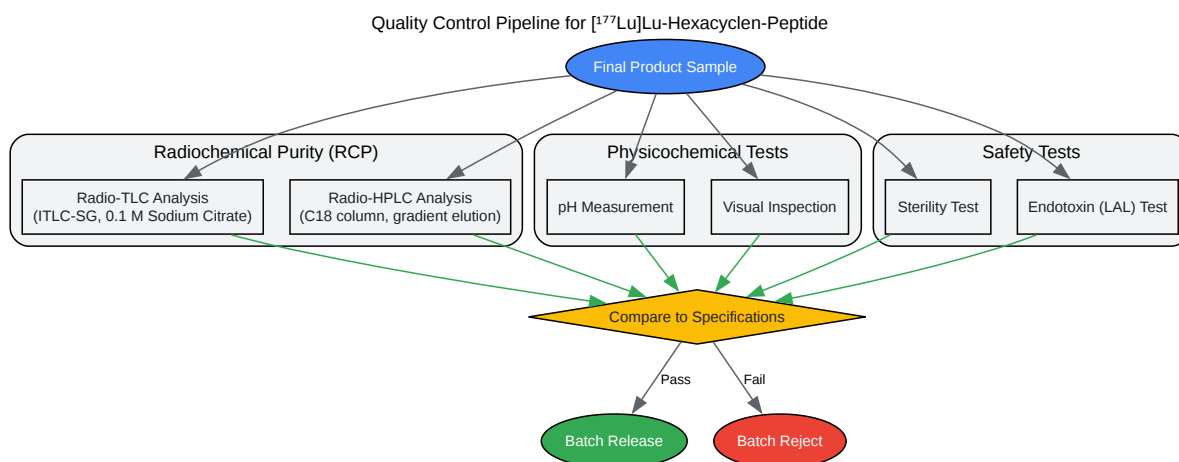 Quality Control Pipeline for [¹⁷⁷Lu]Lu-Hexacyclen-Peptide
Final Product Sample
Radiochemical Purity (RCP)
Physicochemical Tests
Safety Tests
Radio-TLC Analysis
(ITLC-SG, 0.1 M Sodium Citrate)
Radio-HPLC Analysis
(C18 column, gradient elution)
pH Measurement
Visual Inspection
Sterility Test
Endotoxin (LAL) Test
Compare to Specifications
Pass
Fail
Batch Release
Batch Reject